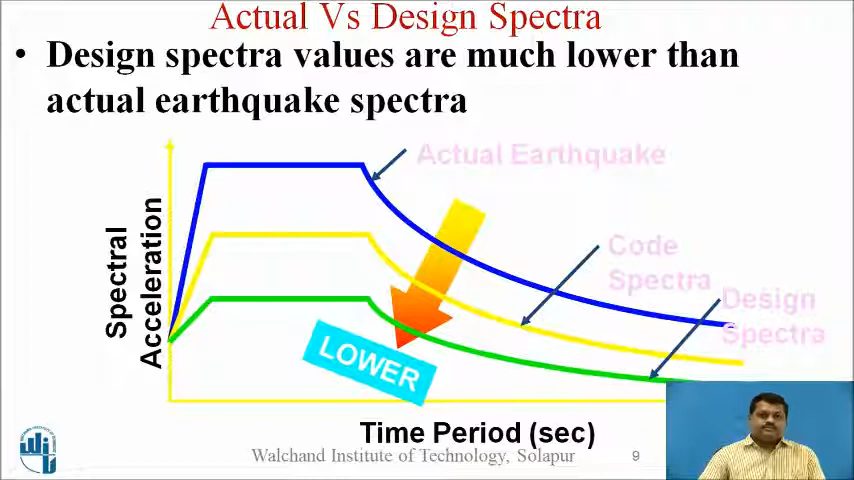 Actual Vs Design Spectra
• Design spectra values are much lower than
actual earthquake spectra
Actual Earthquake
Code
Spectra
Design
Spectra
Spectral
Acceleration
LOWER
Time Period (sec)
Walchand Institute of Technology, Solapur
9